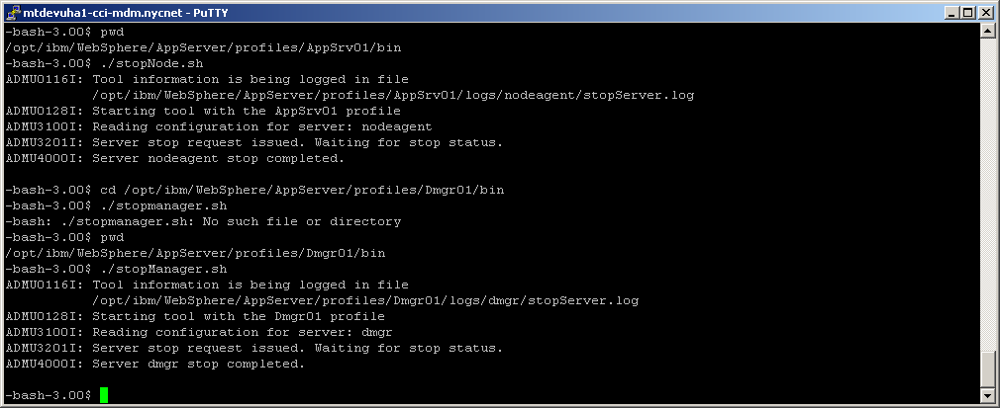 mtdevuha1-cci-mdm.nycnet - PuTTY
-bash-3.00$ pwd
/opt/ibm/WebSphere/AppServer/profiles/AppSrv01/bin
-bash-3.00$ ./stopNode.sh
ADMU0116I: Tool information is being logged in file
/opt/ibm/WebSphere/AppServer/profiles/AppSrv01/logs/nodeagent/stopServer.log
ADMU0128I: Starting tool with the AppSrv01 profile
ADMU3100I: Reading configuration for server: nodeagent
ADMU3201I: Server stop request issued. Waiting for stop status.
ADMU4000I: Server nodeagent stop completed.
-bash-3.00$ cd /opt/ibm/WebSphere/AppServer/profiles/Dmgr01/bin
-bash-3.00$ ./stopmanager.sh
-bash: ./stopmanager.sh: No such file or directory
-bash-3.00$ pwd
/opt/ibm/WebSphere/AppServer/profiles/Dmgr01/bin
-bash-3.00$ ./stopManager.sh
ADMU0116I: Tool information is being logged in file
/opt/ibm/WebSphere/AppServer/profiles/Dmgr01/logs/dmgr/stopServer.log
ADMU0128I: Starting tool with the Dmgr01 profile
ADMU3100I: Reading configuration for server: dmgr
ADMU3201I: Server stop request issued. Waiting for stop status.
ADMU4000I: Server dmgr stop completed.
-bash-3.00$